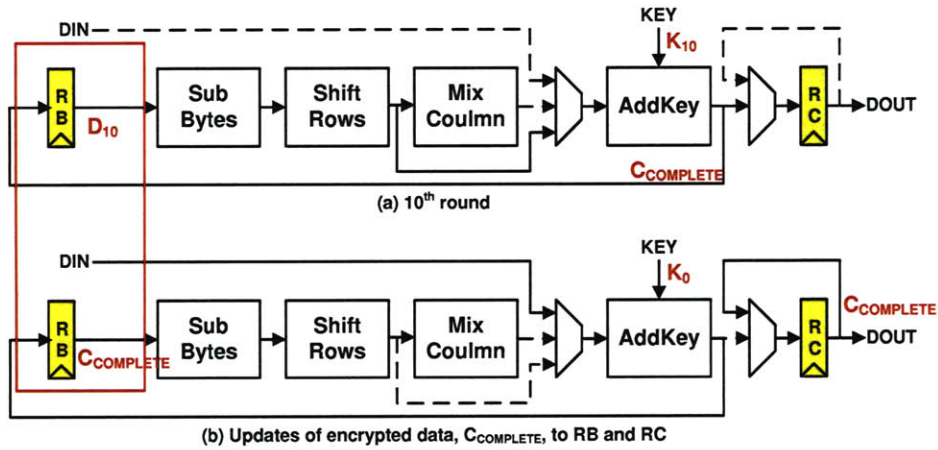 DIN
KEY
K10
RB
D10
Sub Bytes
Shift Rows
Mix Coulmn
AddKey
RC
DOUT
CCOMPLETE
(a) 10th round
DIN
KEY
K0
RB
CCOMPLETE
Sub Bytes
Shift Rows
Mix Coulmn
AddKey
RC
CCOMPLETE
DOUT
(b) Updates of encrypted data, CCOMPLETE, to RB and RC